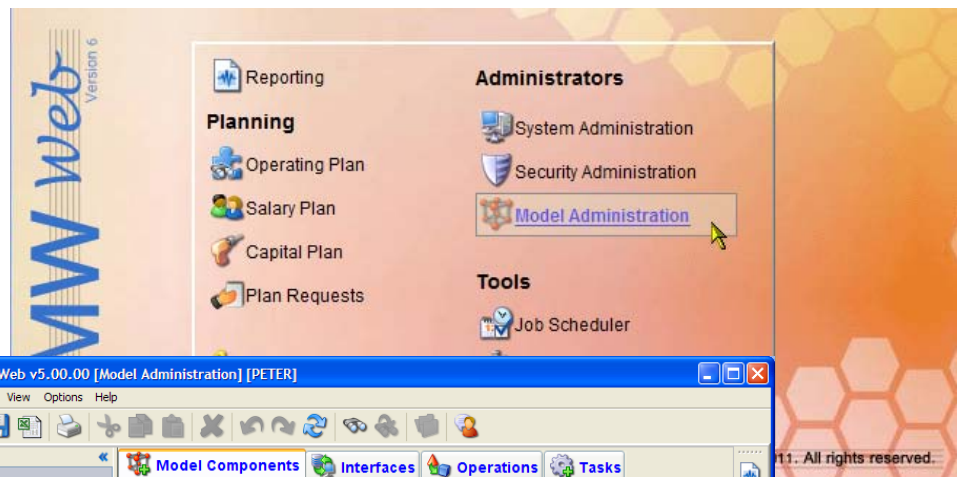 MW Web
Version 6
Reporting
Planning
Operating Plan
Salary Plan
Capital Plan
Plan Requests
Administrators
System Administration
Security Administration
Model Administration
Tools
Job Scheduler
Web v5.00.00 [Model Administration] [PETER]
View Options Help
Model Components Interfaces Operations Tasks
11. All rights reserved.